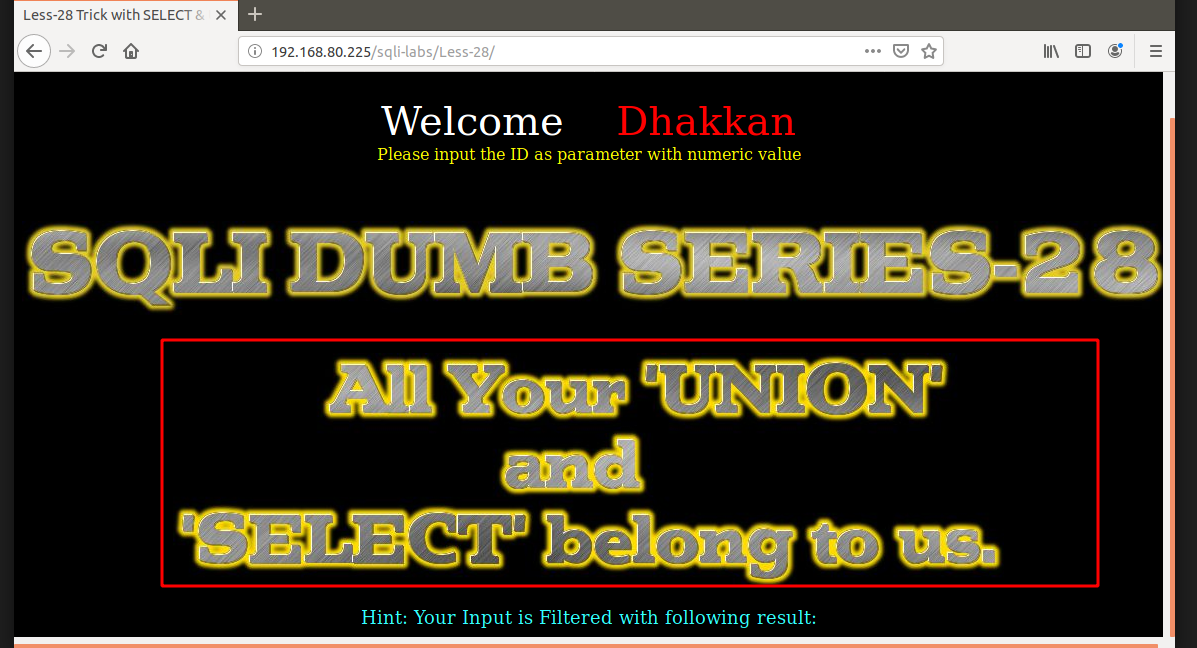 Less-28 Trick with SELECT &
192.168.80.225/sqli-labs/Less-28/
Welcome Dhakkan
Please input the ID as parameter with numeric value
SQLI DUMB SERIES-28
All Your 'UNION'
and
'SELECT' belong to us.
Hint: Your Input is Filtered with following result: